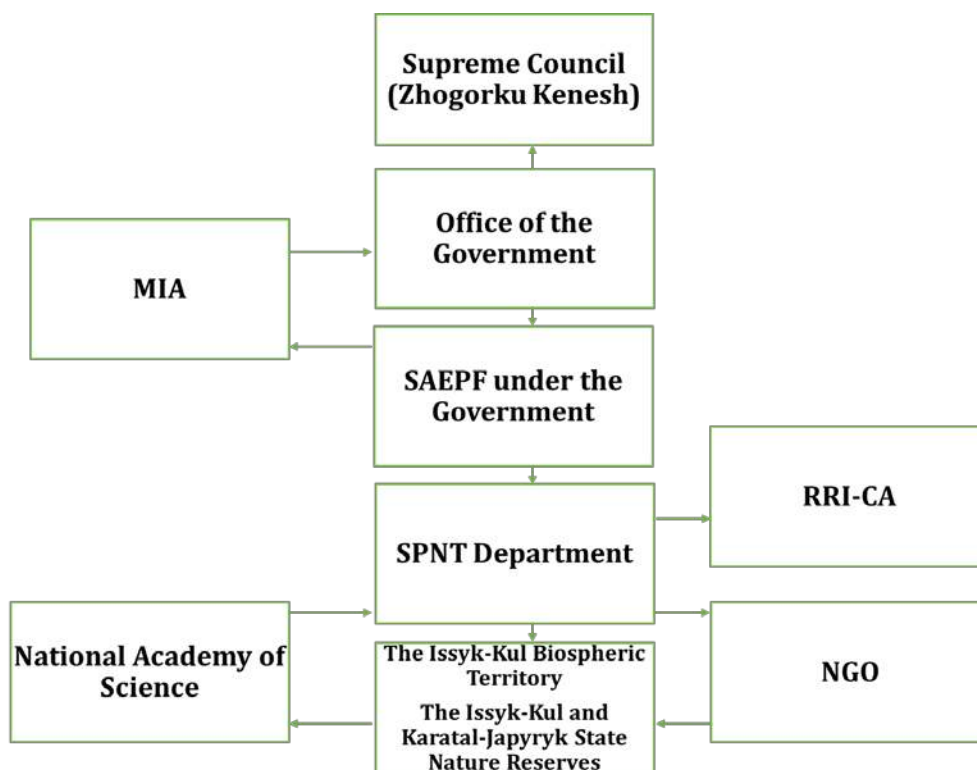 Supreme Council
(Zhogorku Kenesh)
Office of the
Government
MIA
SAEPF under the
Government
RRI-CA
SPNT Department
National Academy of
Science
The Issyk-Kul Biospheric
Territory
The Issyk-Kul and
Karatal-Japyryk State
Nature Reserves
NGO